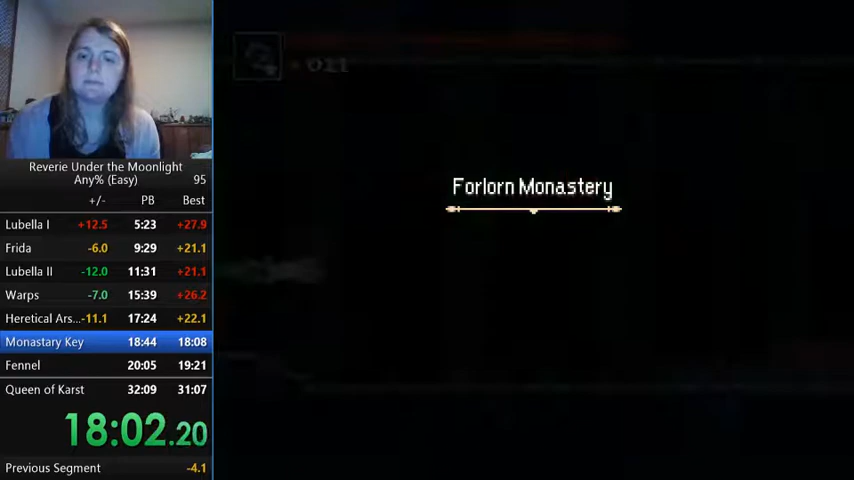 Reverie Under the Moonlight
Any% (Easy) 95
+/- PB Best
Lubella I +12.5 5:23 +27.9
Frida -6.0 9:29 +21.1
Lubella II -12.0 11:31 +21.1
Warps -7.0 15:39 +26.2
Heretical Ars... -11.1 17:24 +22.1
Monastary Key 18:44 18:08
Fennel 20:05 19:21
Queen of Karst 32:09 31:07
18:02.20
Previous Segment -4.1
Forlorn Monastery